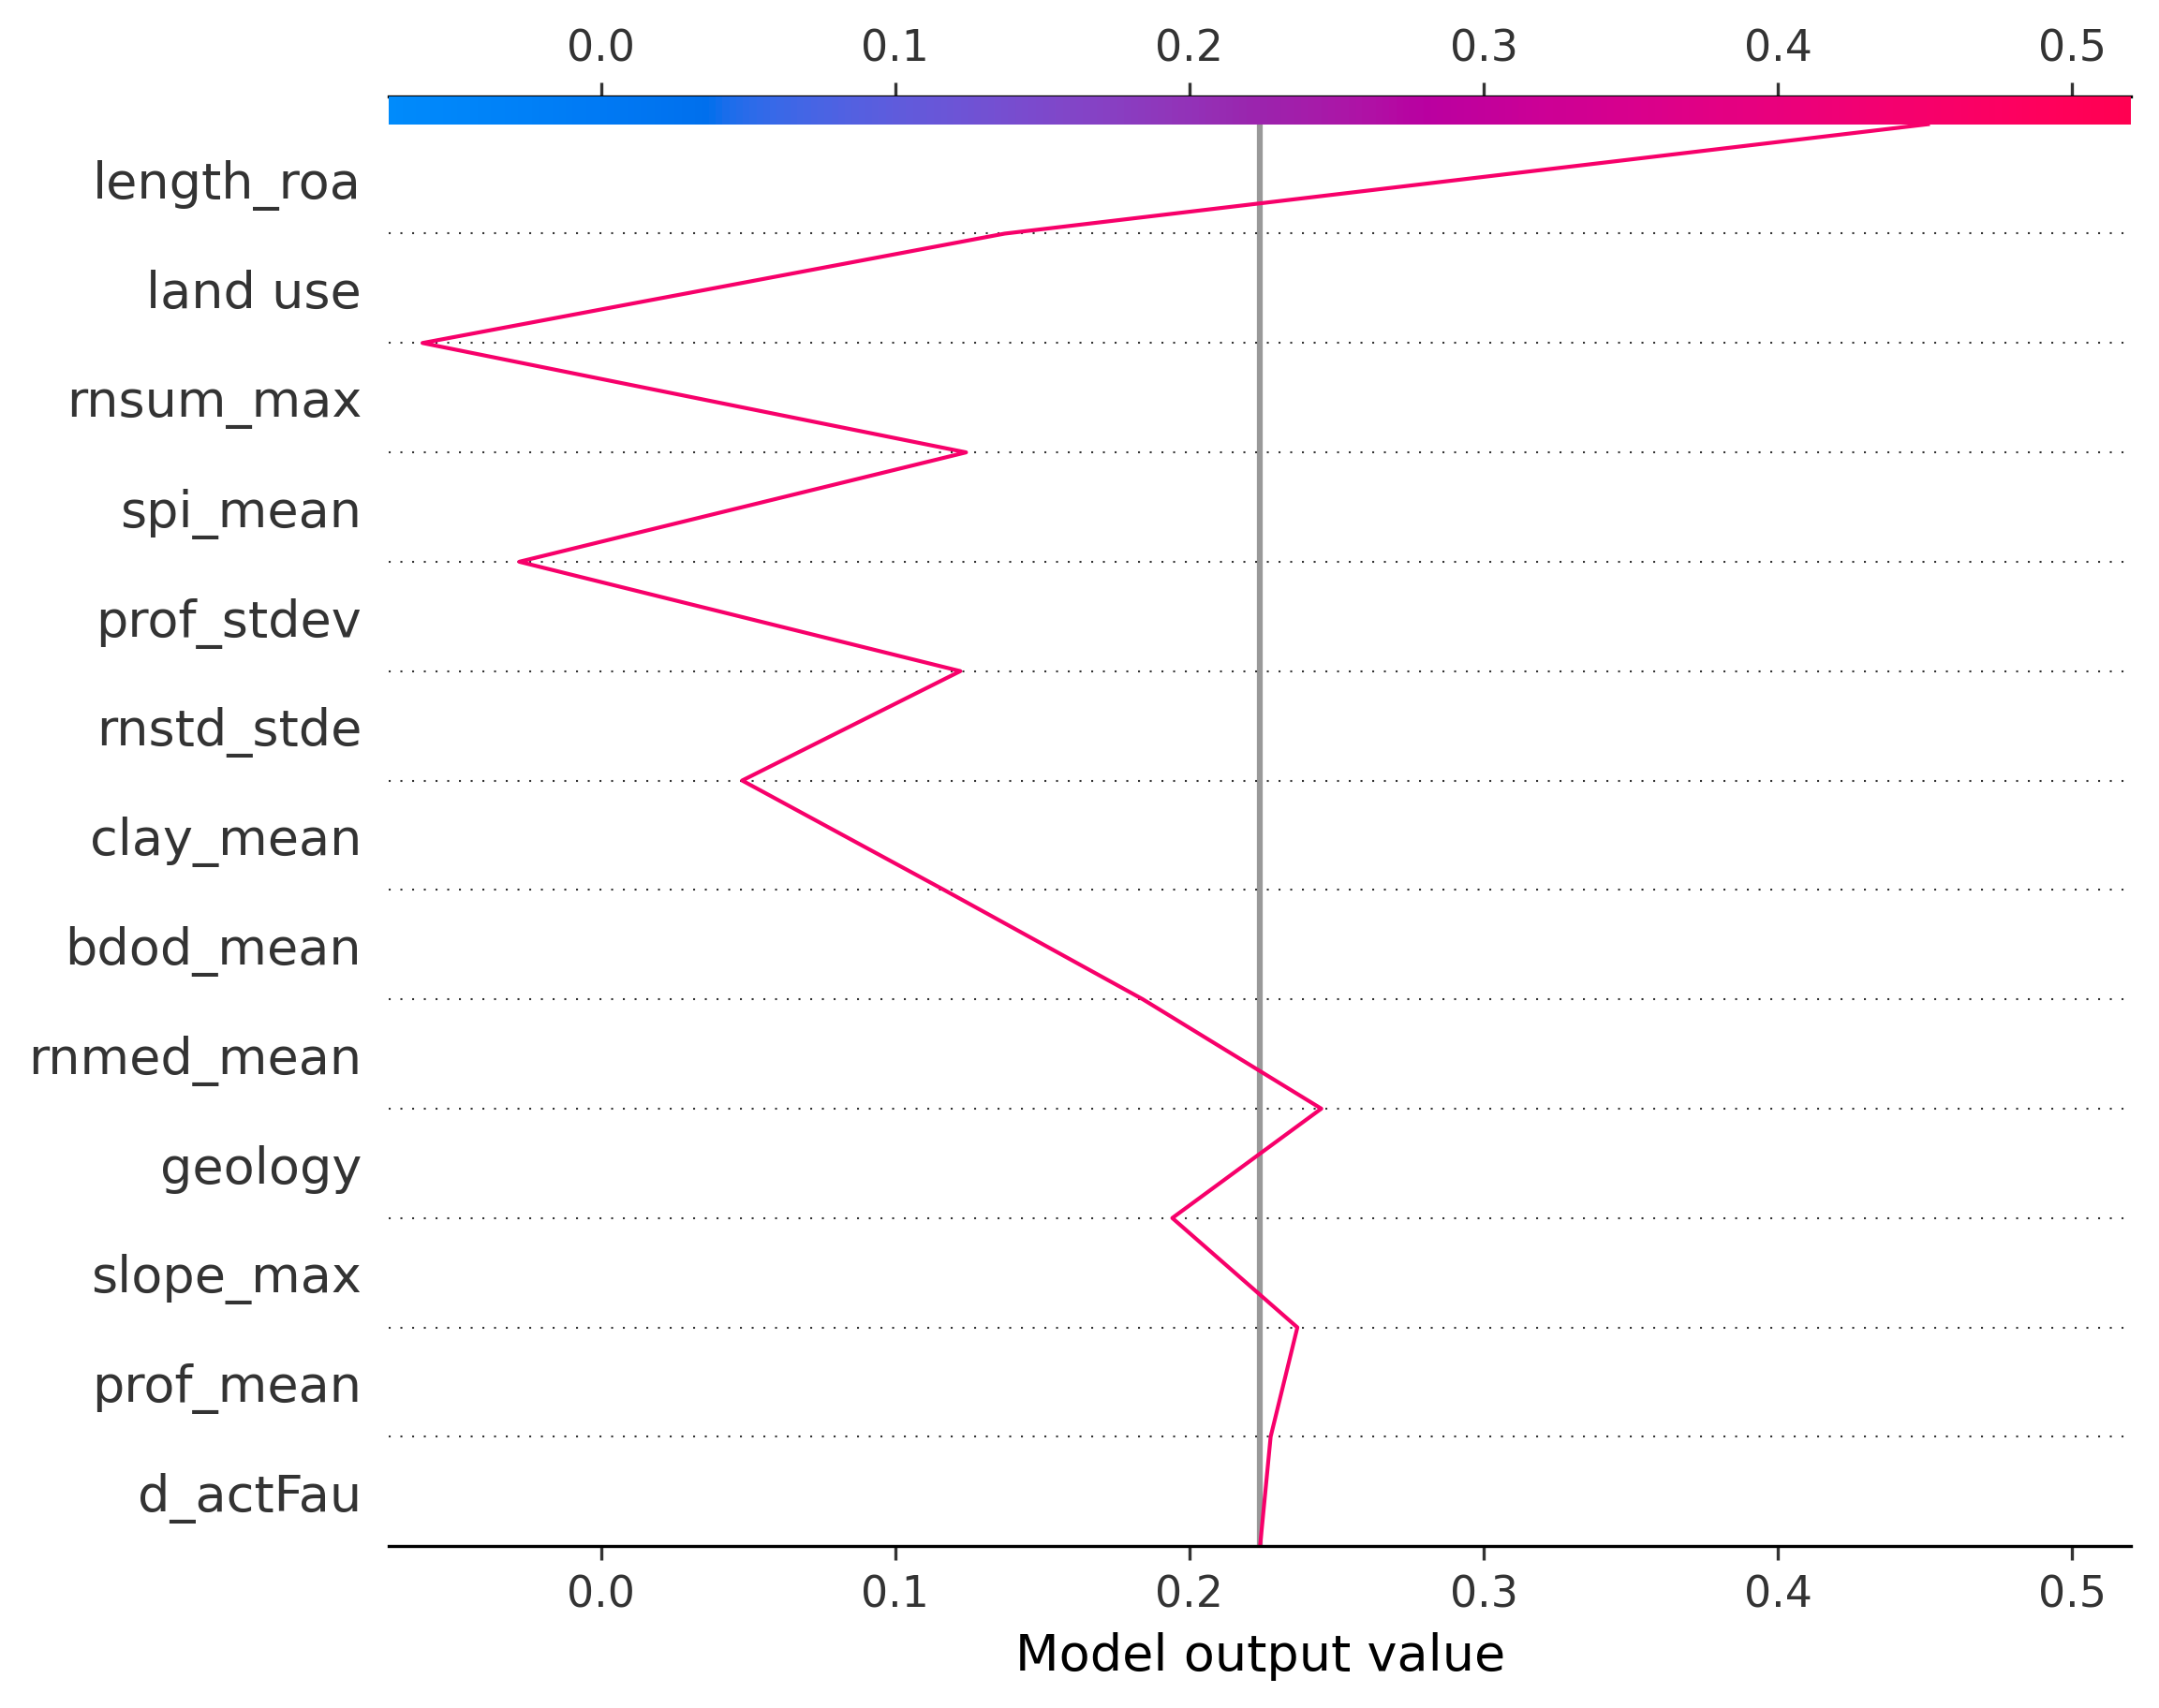 0.0 0.1 0.2 0.3 0.4 0.5
length_roa
land use
rnsum_max
spi_mean
prof_stdev
rnstd_stde
clay_mean
bdod_mean
rnmed_mean
geology
slope_max
prof_mean
d_actFau
0.0 0.1 0.2 0.3 0.4 0.5
Model output value